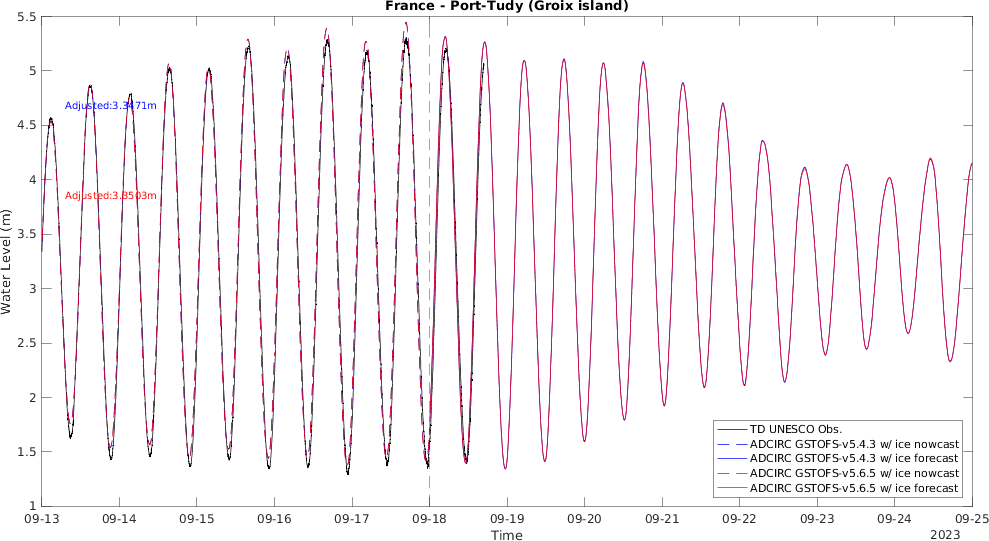 France - Port-Tudy (Groix island)
5.5
5
4.5
4
3.5
3
2.5
2
1.5
1
Water Level (m)
Adjusted:3.3471m
Adjusted:3.3503m
TD UNESCO Obs.
ADCIRC GSTOFS-v5.4.3 w/ ice nowcast
ADCIRC GSTOFS-v5.4.3 w/ ice forecast
ADCIRC GSTOFS-v5.6.5 w/ ice nowcast
ADCIRC GSTOFS-v5.6.5 w/ ice forecast
09-13 09-14 09-15 09-16 09-17 09-18 09-19 09-20 09-21 09-22 09-23 09-24 09-25
Time
2023